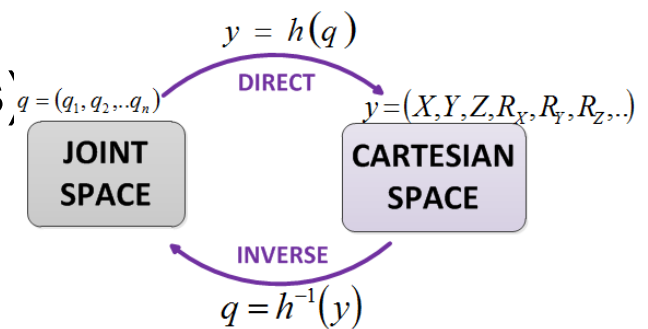 y = h(q)
DIRECT
q = (q₁, q₂,..qₙ)
y=(X,Y,Z,R_X,R_Y,R_Z,..)
JOINT
SPACE
CARTESIAN
SPACE
INVERSE
q = h⁻¹(y)